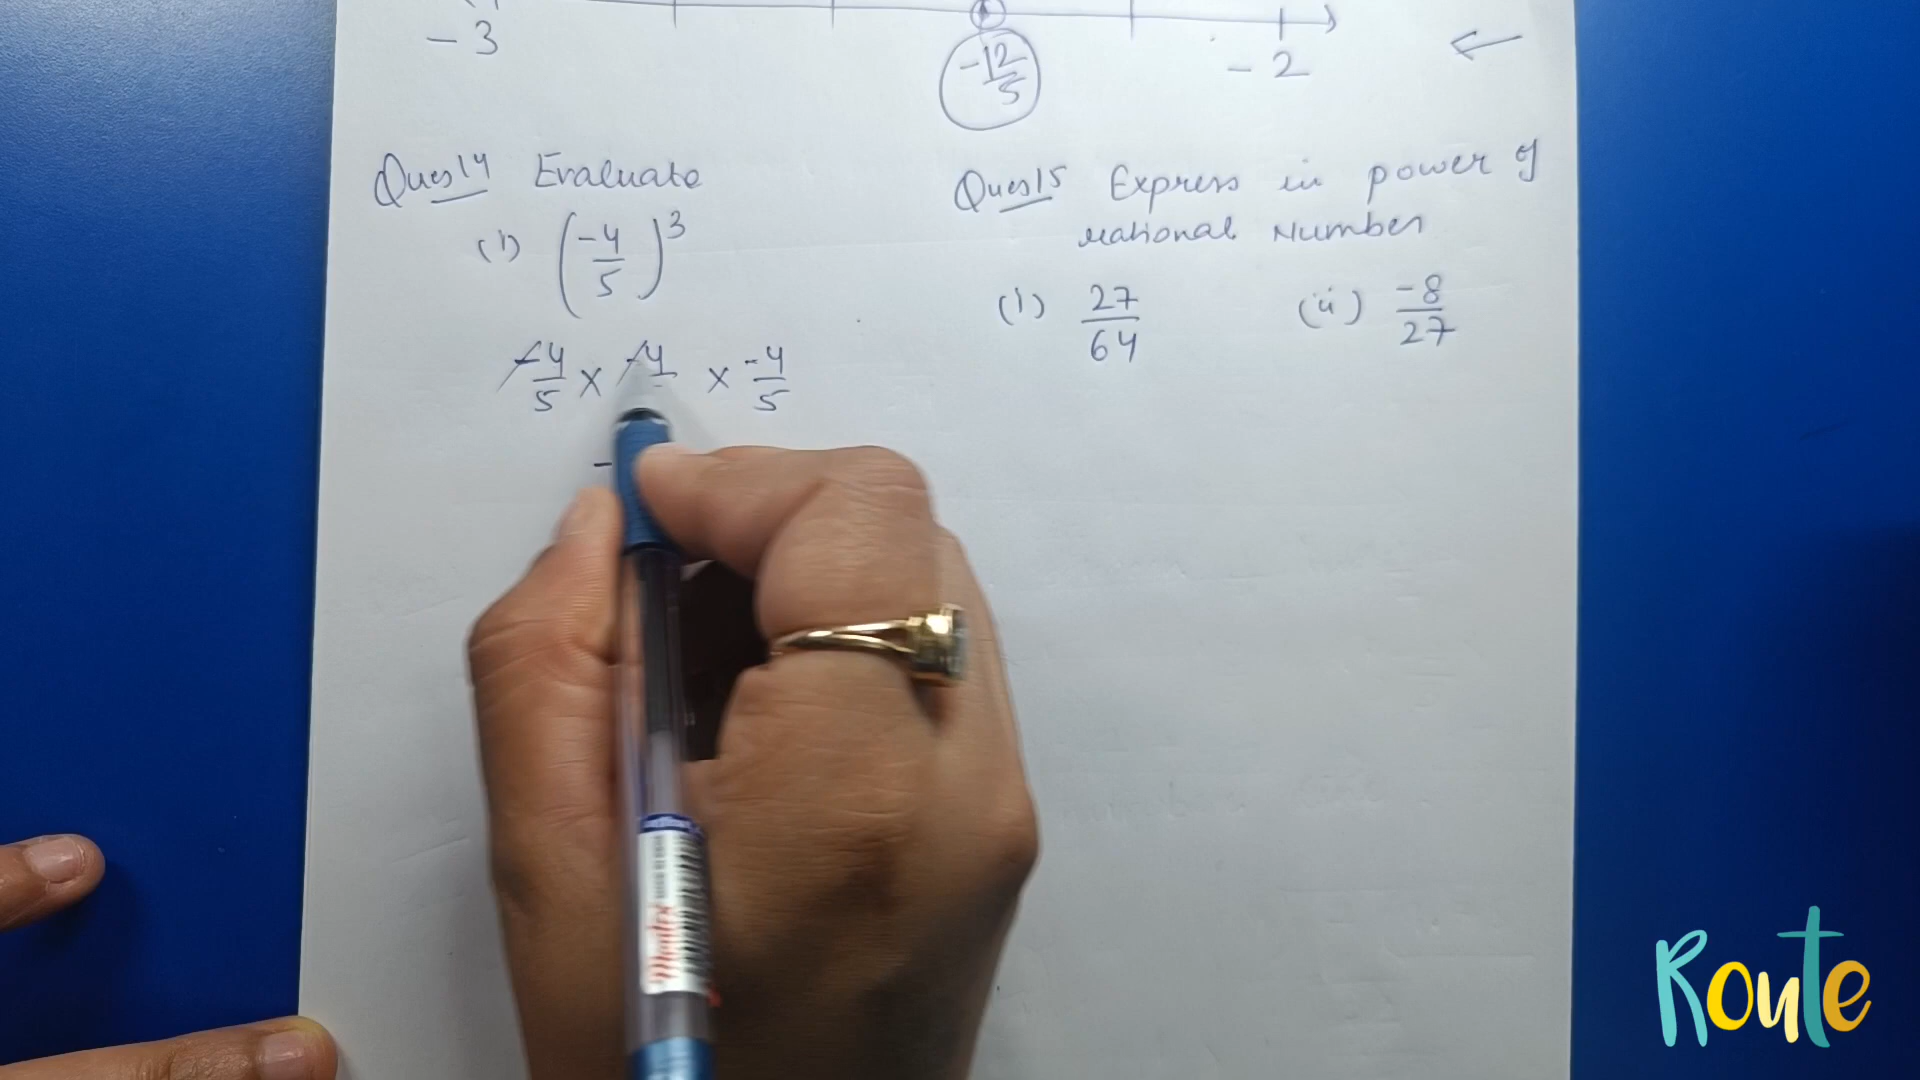 -3 -12/5 -2 ←
Ques14 Evaluate
(i) (-4/5)^3
-4/5 × -4 × -4/5
-
Ques15 Express in power of
rational Number
(i) 27/64 (ii) -8/27
Montex
Route